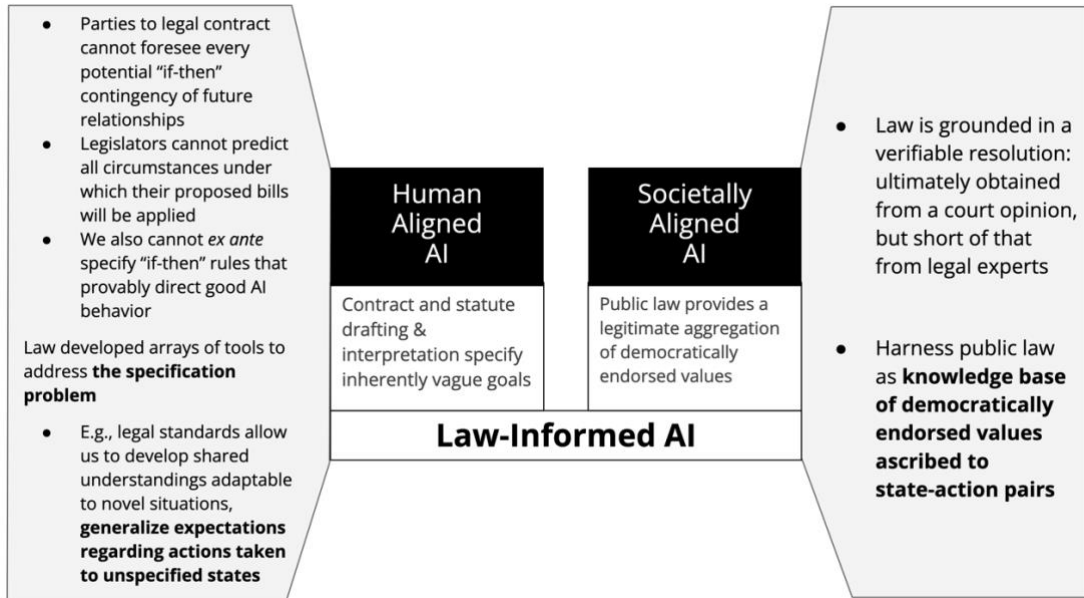 ● Parties to legal contract
cannot foresee every
potential “if-then”
contingency of future
relationships
● Legislators cannot predict
all circumstances under
which their proposed bills
will be applied
● We also cannot ex ante
specify “if-then” rules that
provably direct good AI
behavior
Law developed arrays of tools to
address the specification
problem
● E.g., legal standards allow
us to develop shared
understandings adaptable
to novel situations,
generalize expectations
regarding actions taken
to unspecified states
Human
Aligned
AI
Contract and statute
drafting &
interpretation specify
inherently vague goals
Societally
Aligned
AI
Public law provides a
legitimate aggregation
of democratically
endorsed values
Law-Informed AI
● Law is grounded in a
verifiable resolution:
ultimately obtained
from a court opinion,
but short of that
from legal experts
● Harness public law
as knowledge base
of democratically
endorsed values
ascribed to
state-action pairs